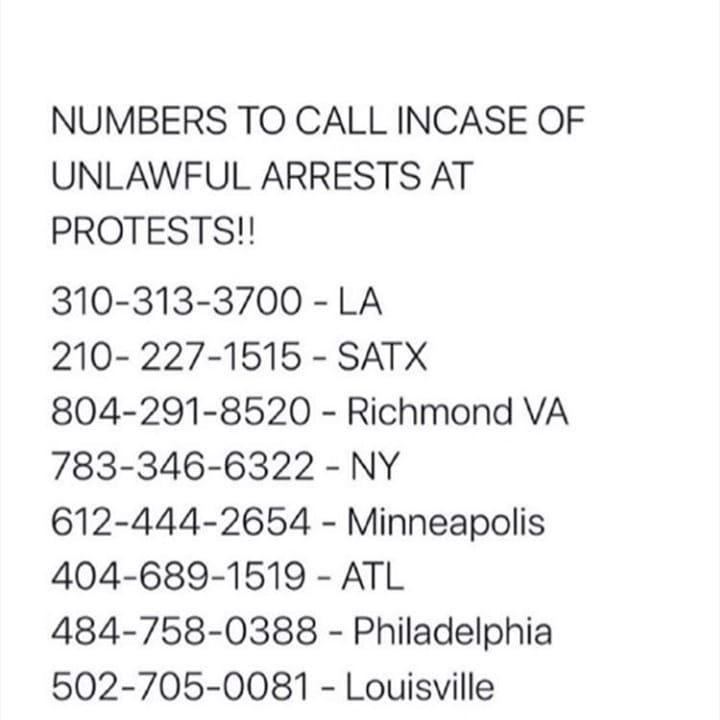 NUMBERS TO CALL INCASE OF
UNLAWFUL ARRESTS AT
PROTESTS!!
310-313-3700 - LA
210- 227-1515 - SATX
804-291-8520 - Richmond VA
783-346-6322 - NY
612-444-2654 - Minneapolis
404-689-1519 - ATL
484-758-0388 - Philadelphia
502-705-0081 - Louisville